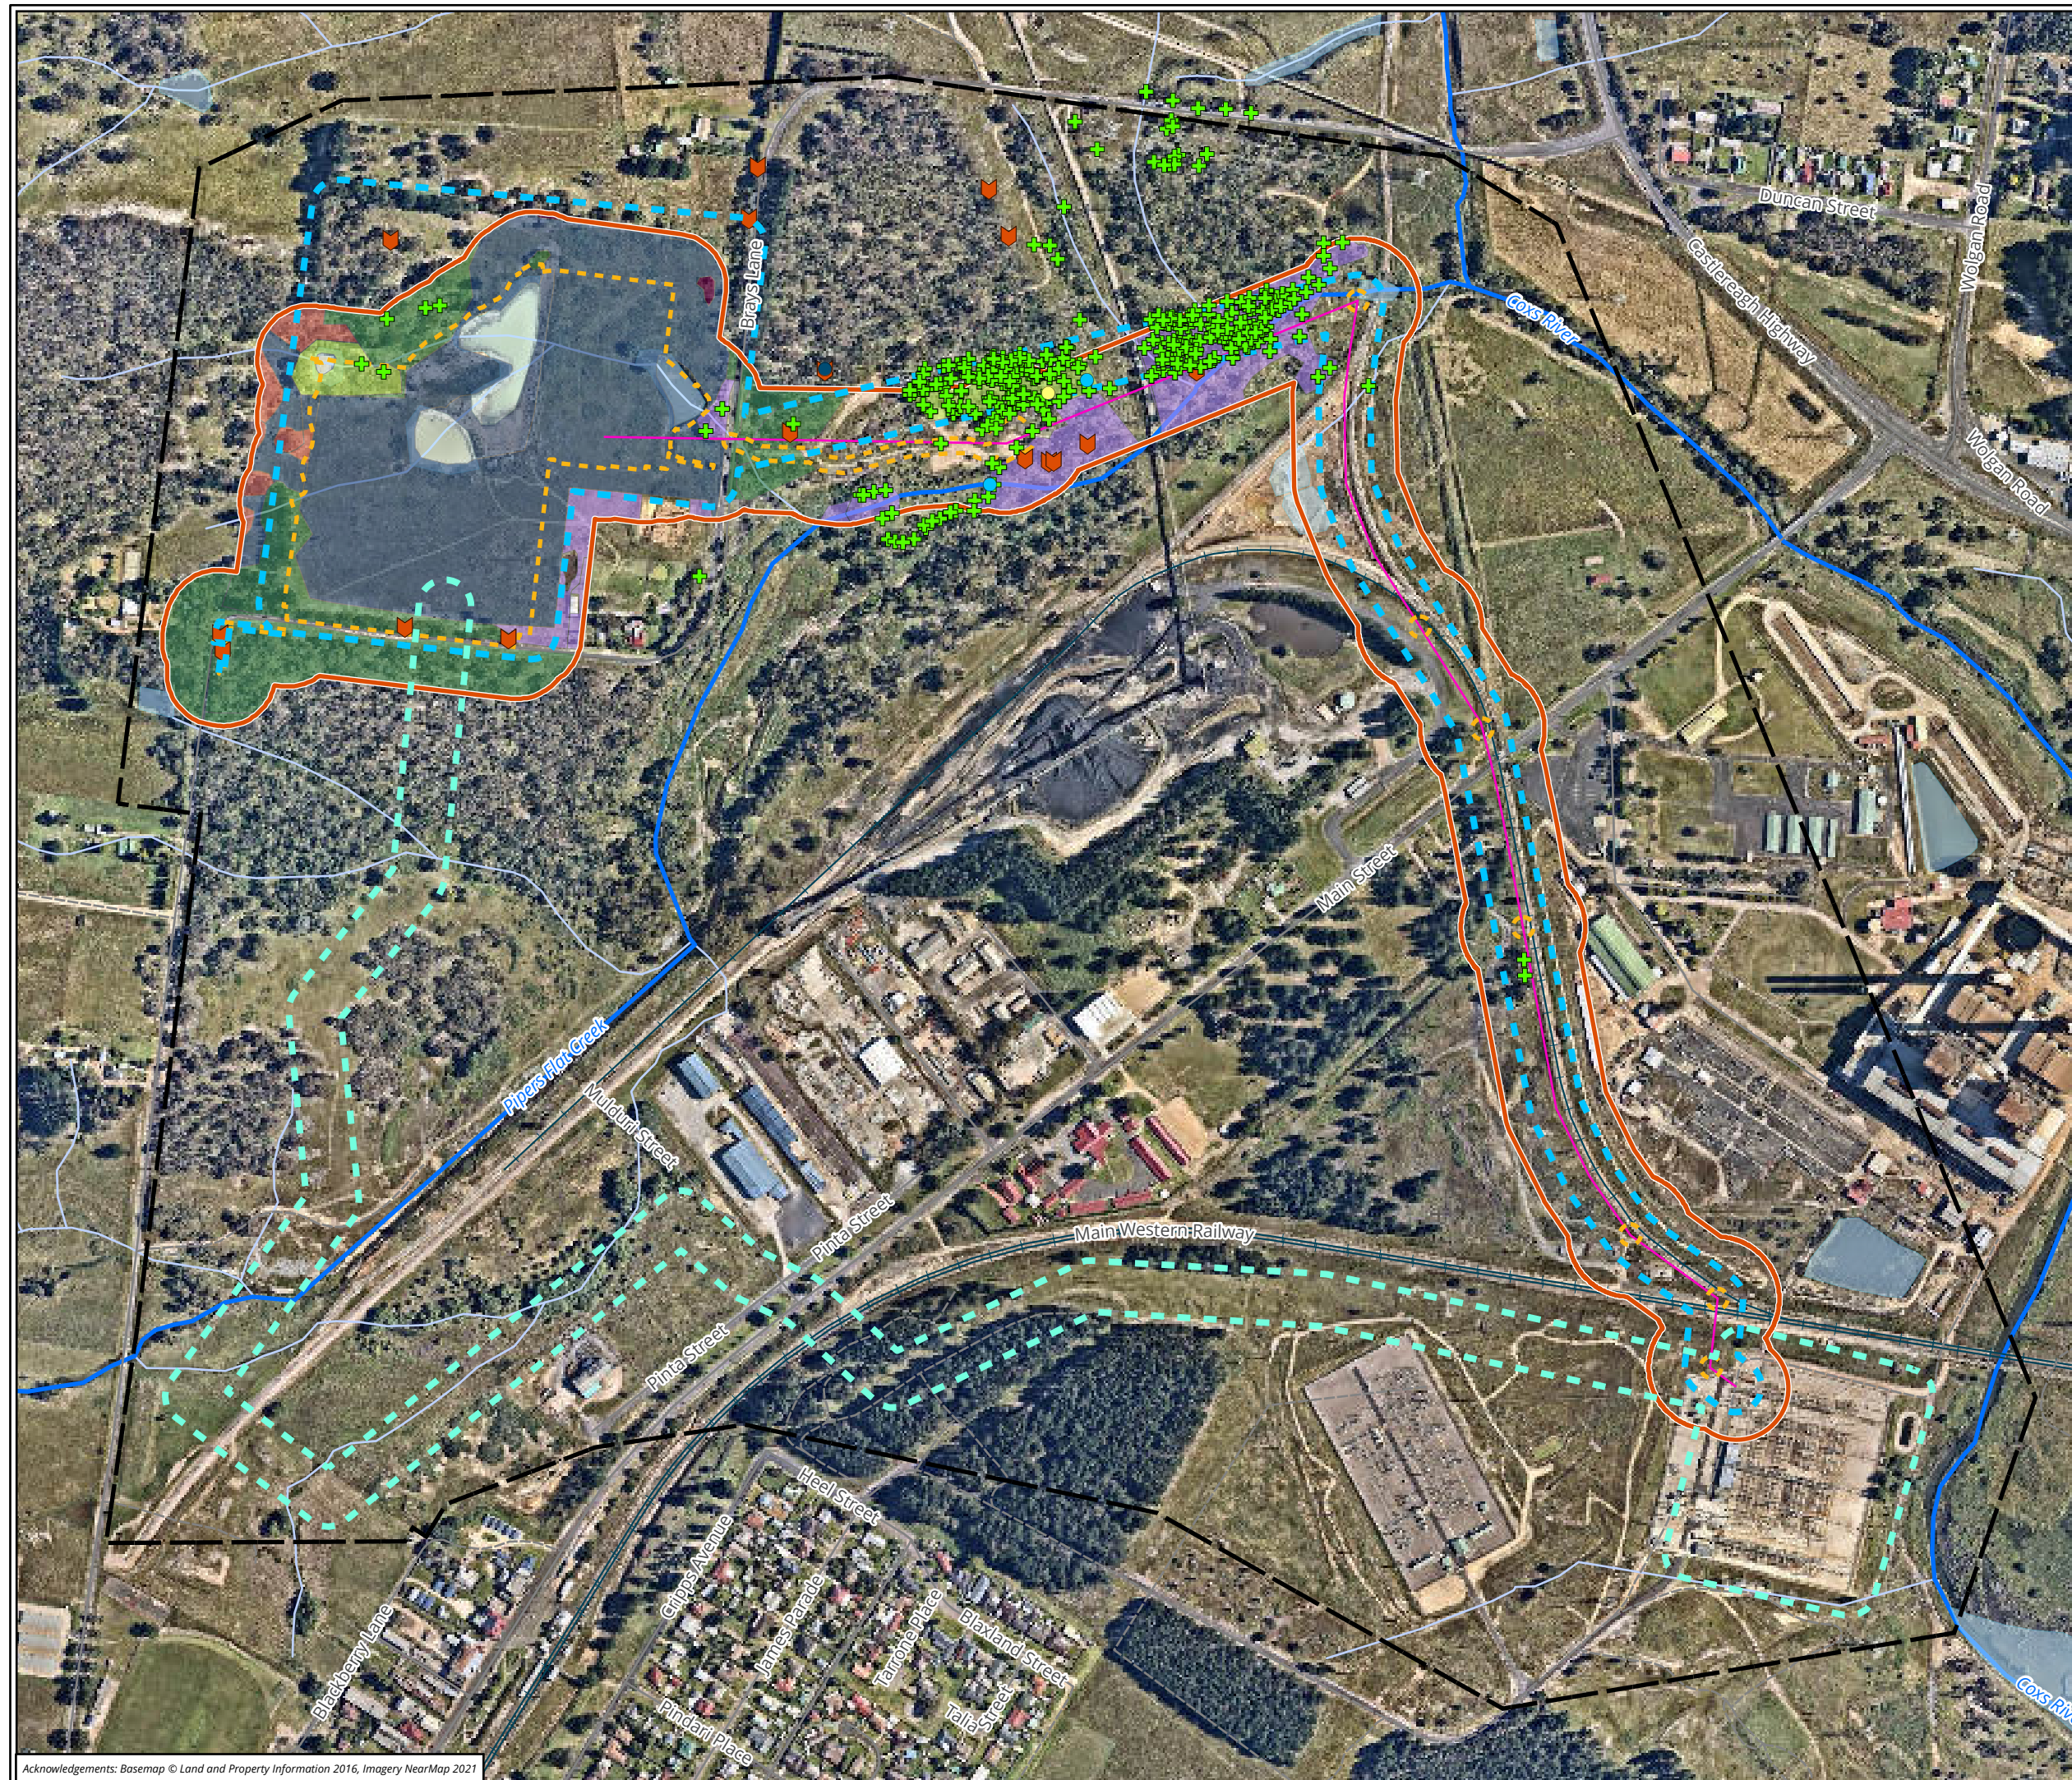 Duncan Street
Wolgan Road
Castlereagh Highway
Brays Lane
Coxs River
Wolgan Road
Main Street
Pipers Flat Creek
Mulduri Street
Pinta Street
Main Western Railway
Pinta Street
Heel Street
Cripps Avenue
James Parade
Tarrone Place
Blaxland Street
Blackberry Lane
Talia
Street
Pindari Place
Acknowledgements: Basemap © Land and Property Information 2016, Imagery NearMap 2021